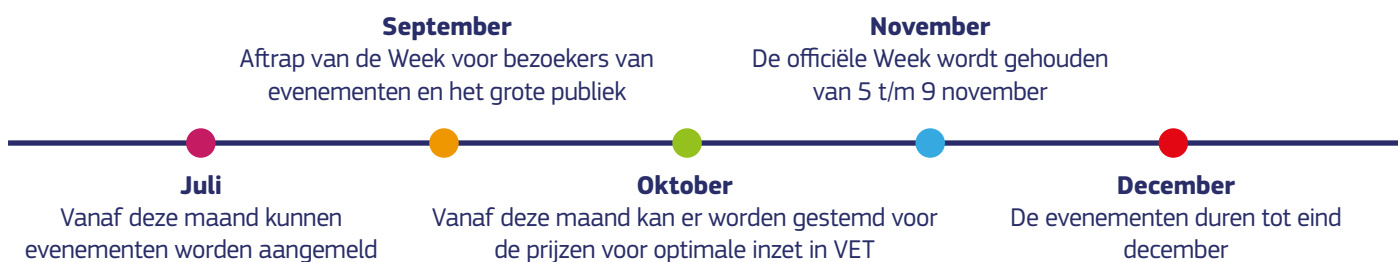 September
Aftrap van de Week voor bezoekers van
evenementen en het grote publiek
November
De officiële Week wordt gehouden
van 5 t/m 9 november
Juli
Vanaf deze maand kunnen
evenementen worden aangemeld
Oktober
Vanaf deze maand kan er worden gestemd voor
de prijzen voor optimale inzet in VET
December
De evenementen duren tot eind
december